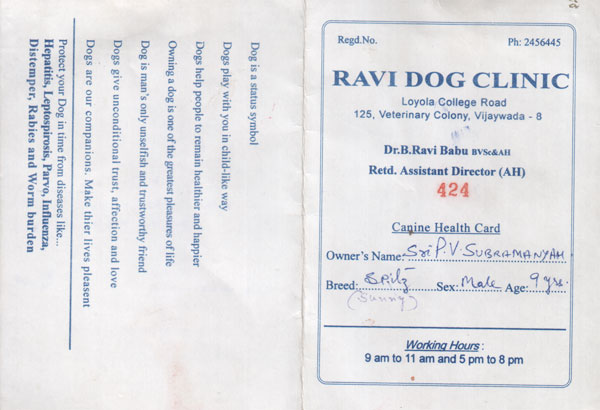 Dog is a status symbol
Dogs play with you in child-like way
Dogs help people to remain healthier and happier
Owning a dog is one of the greatest pleasures of life
Dog is man's only unselfish and trustworthy friend
Dogs give unconditional trust, affection and love
Dogs are our companions. Make thier lives pleasent
Protect your Dog in time from diseases like...
Hepatitis, Leptospirosis, Parvo, Influenza,
Distemper, Rabies and Worm burden
Regd.No. Ph: 2456445
RAVI DOG CLINIC
Loyola College Road
125, Veterinary Colony, Vijaywada - 8
Dr.B.Ravi Babu BVSc&AH
Retd. Assistant Director (AH)
424
Canine Health Card
Owner's Name: Sri P.V SUBRAMANYAM
Breed: Spitz Sex: Male Age: 9 yrs.
(Sunny)
Working Hours :
9 am to 11 am and 5 pm to 8 pm